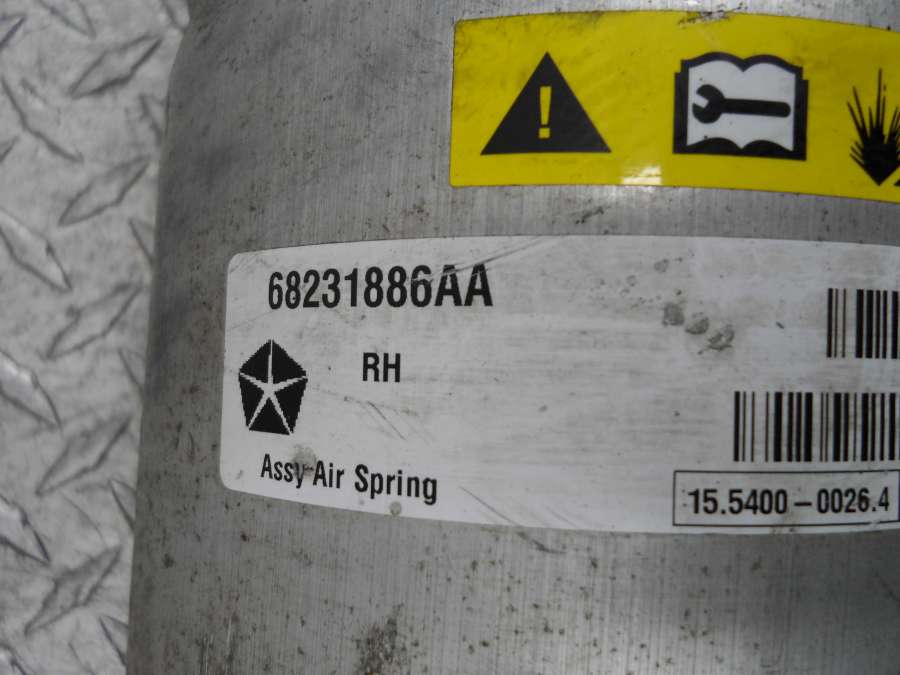 68231886AA
RH
Assy Air Spring
15.5400-0026.4